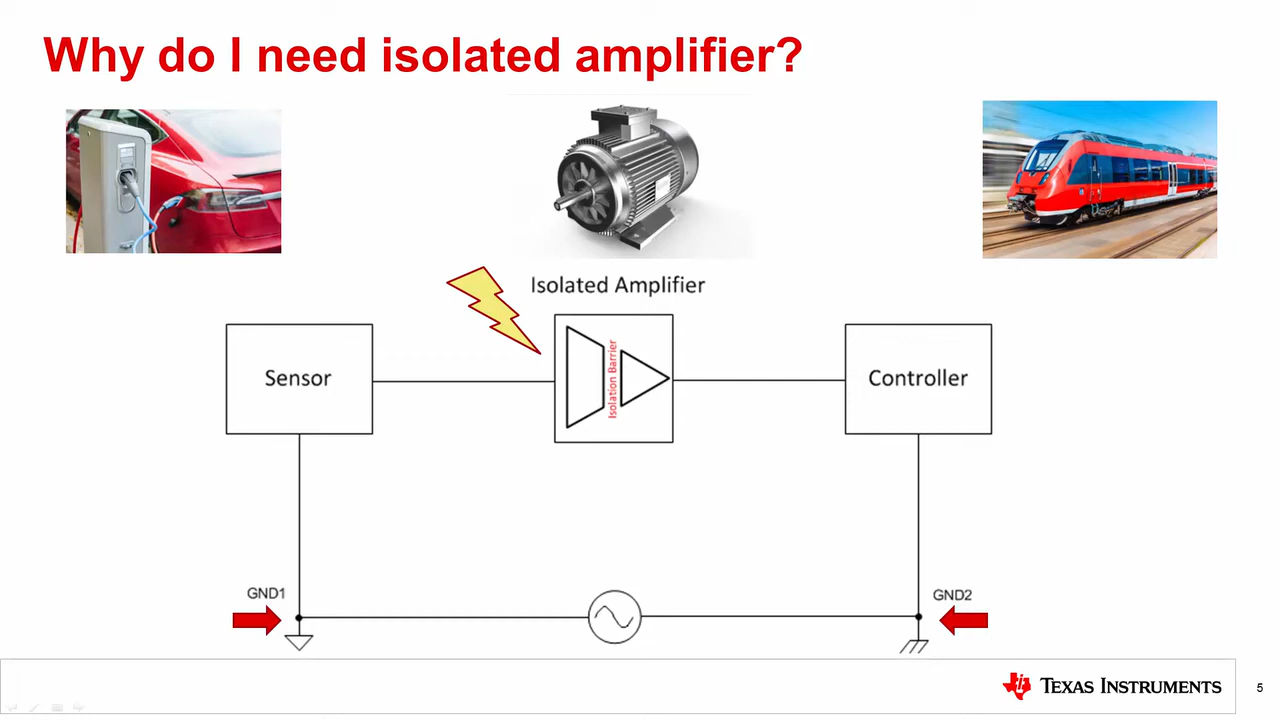 Why do I need isolated amplifier?
Isolated Amplifier
Sensor
Isolation Barrier
Controller
GND1
GND2
TEXAS INSTRUMENTS
5